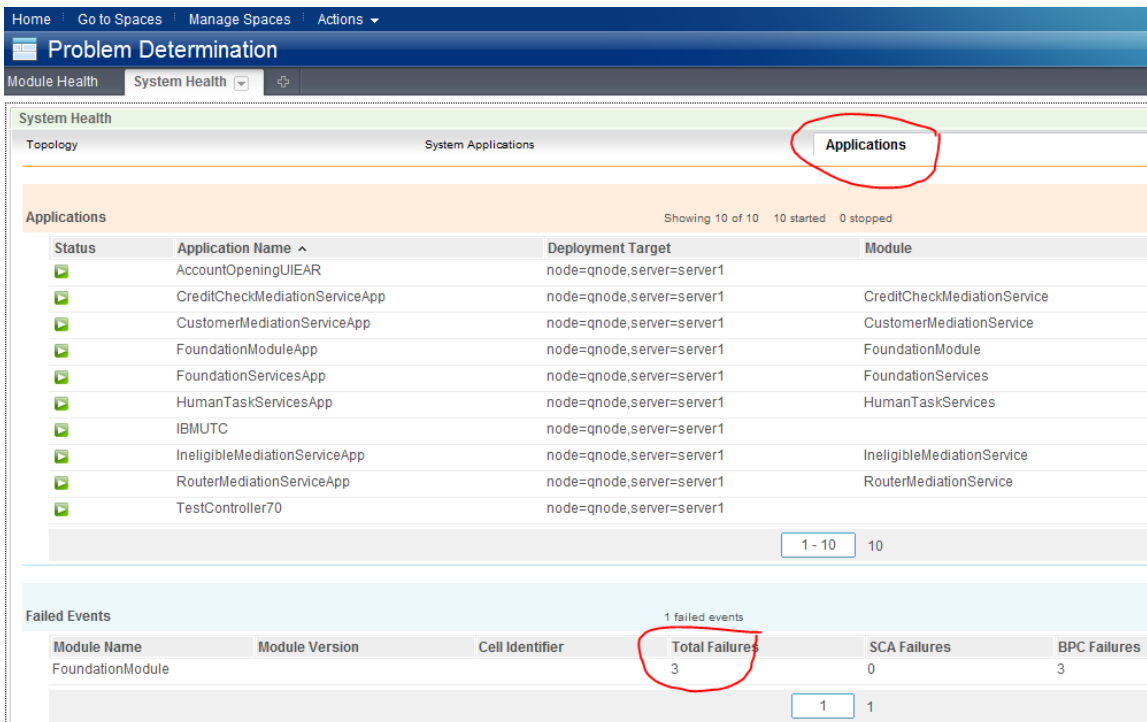 Home Go to Spaces Manage Spaces Actions
Problem Determination
Module Health System Health
System Health
Topology System Applications Applications
Applications Showing 10 of 10 10 started 0 stopped
Status Application Name Deployment Target Module
AccountOpeningUIEAR node=qnode,server=server1
CreditCheckMediationServiceApp node=qnode,server=server1 CreditCheckMediationService
CustomerMediationServiceApp node=qnode,server=server1 CustomerMediationService
FoundationModuleApp node=qnode,server=server1 FoundationModule
FoundationServicesApp node=qnode,server=server1 FoundationServices
HumanTaskServicesApp node=qnode,server=server1 HumanTaskServices
IBMUTC node=qnode,server=server1
IneligibleMediationServiceApp node=qnode,server=server1 IneligibleMediationService
RouterMediationServiceApp node=qnode,server=server1 RouterMediationService
TestController70 node=qnode,server=server1
1 - 10 10
Failed Events 1 failed events
Module Name Module Version Cell Identifier Total Failures SCA Failures BPC Failures
FoundationModule 3 0 3
1 1